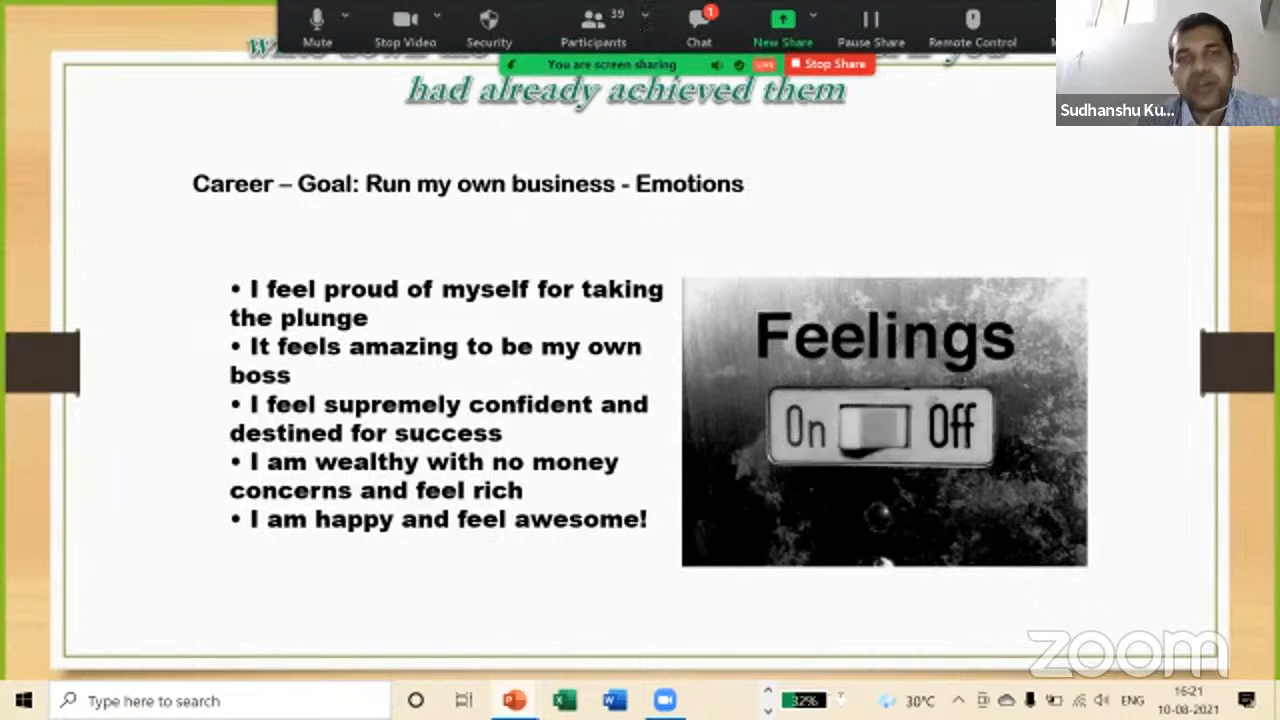 39
1
Mute
Stop Video
Security
Participants
Chat
New Share
Pause Share
Remote Control
You are screen sharing
LIVE
Stop Share
had already achieved them
Sudhanshu Ku...
Career – Goal: Run my own business - Emotions
• I feel proud of myself for taking
the plunge
• It feels amazing to be my own
boss
• I feel supremely confident and
destined for success
• I am wealthy with no money
concerns and feel rich
• I am happy and feel awesome!
Feelings
On Off
zoom
Type here to search
32%
30°C
ENG
16:21
10-08-2021